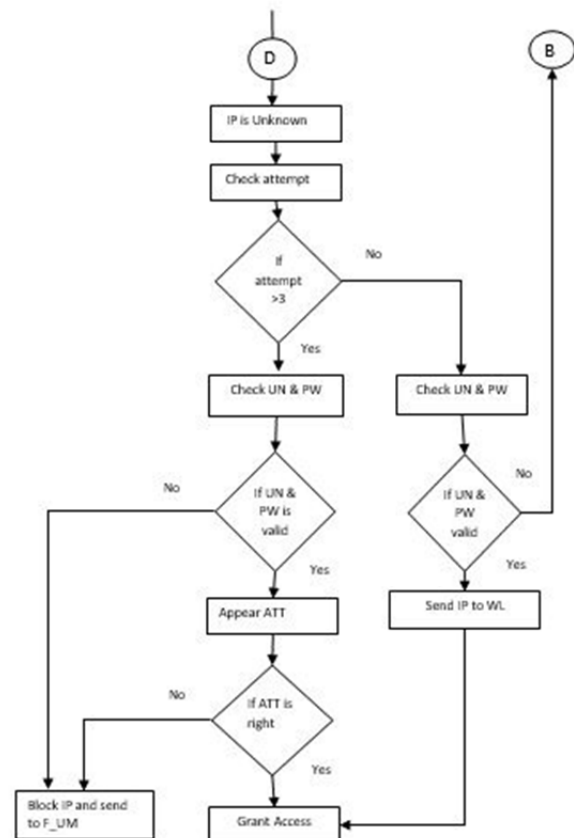 D
B
IP is Unknown
Check attempt
If
attempt
>3
No
Yes
Check UN & PW
Check UN & PW
No
If UN &
PW is
valid
If UN &
PW
valid
No
Yes
Yes
Appear ATT
Send IP to WL
No
If ATT is
right
Yes
Block IP and send
to F_UM
Grant Access